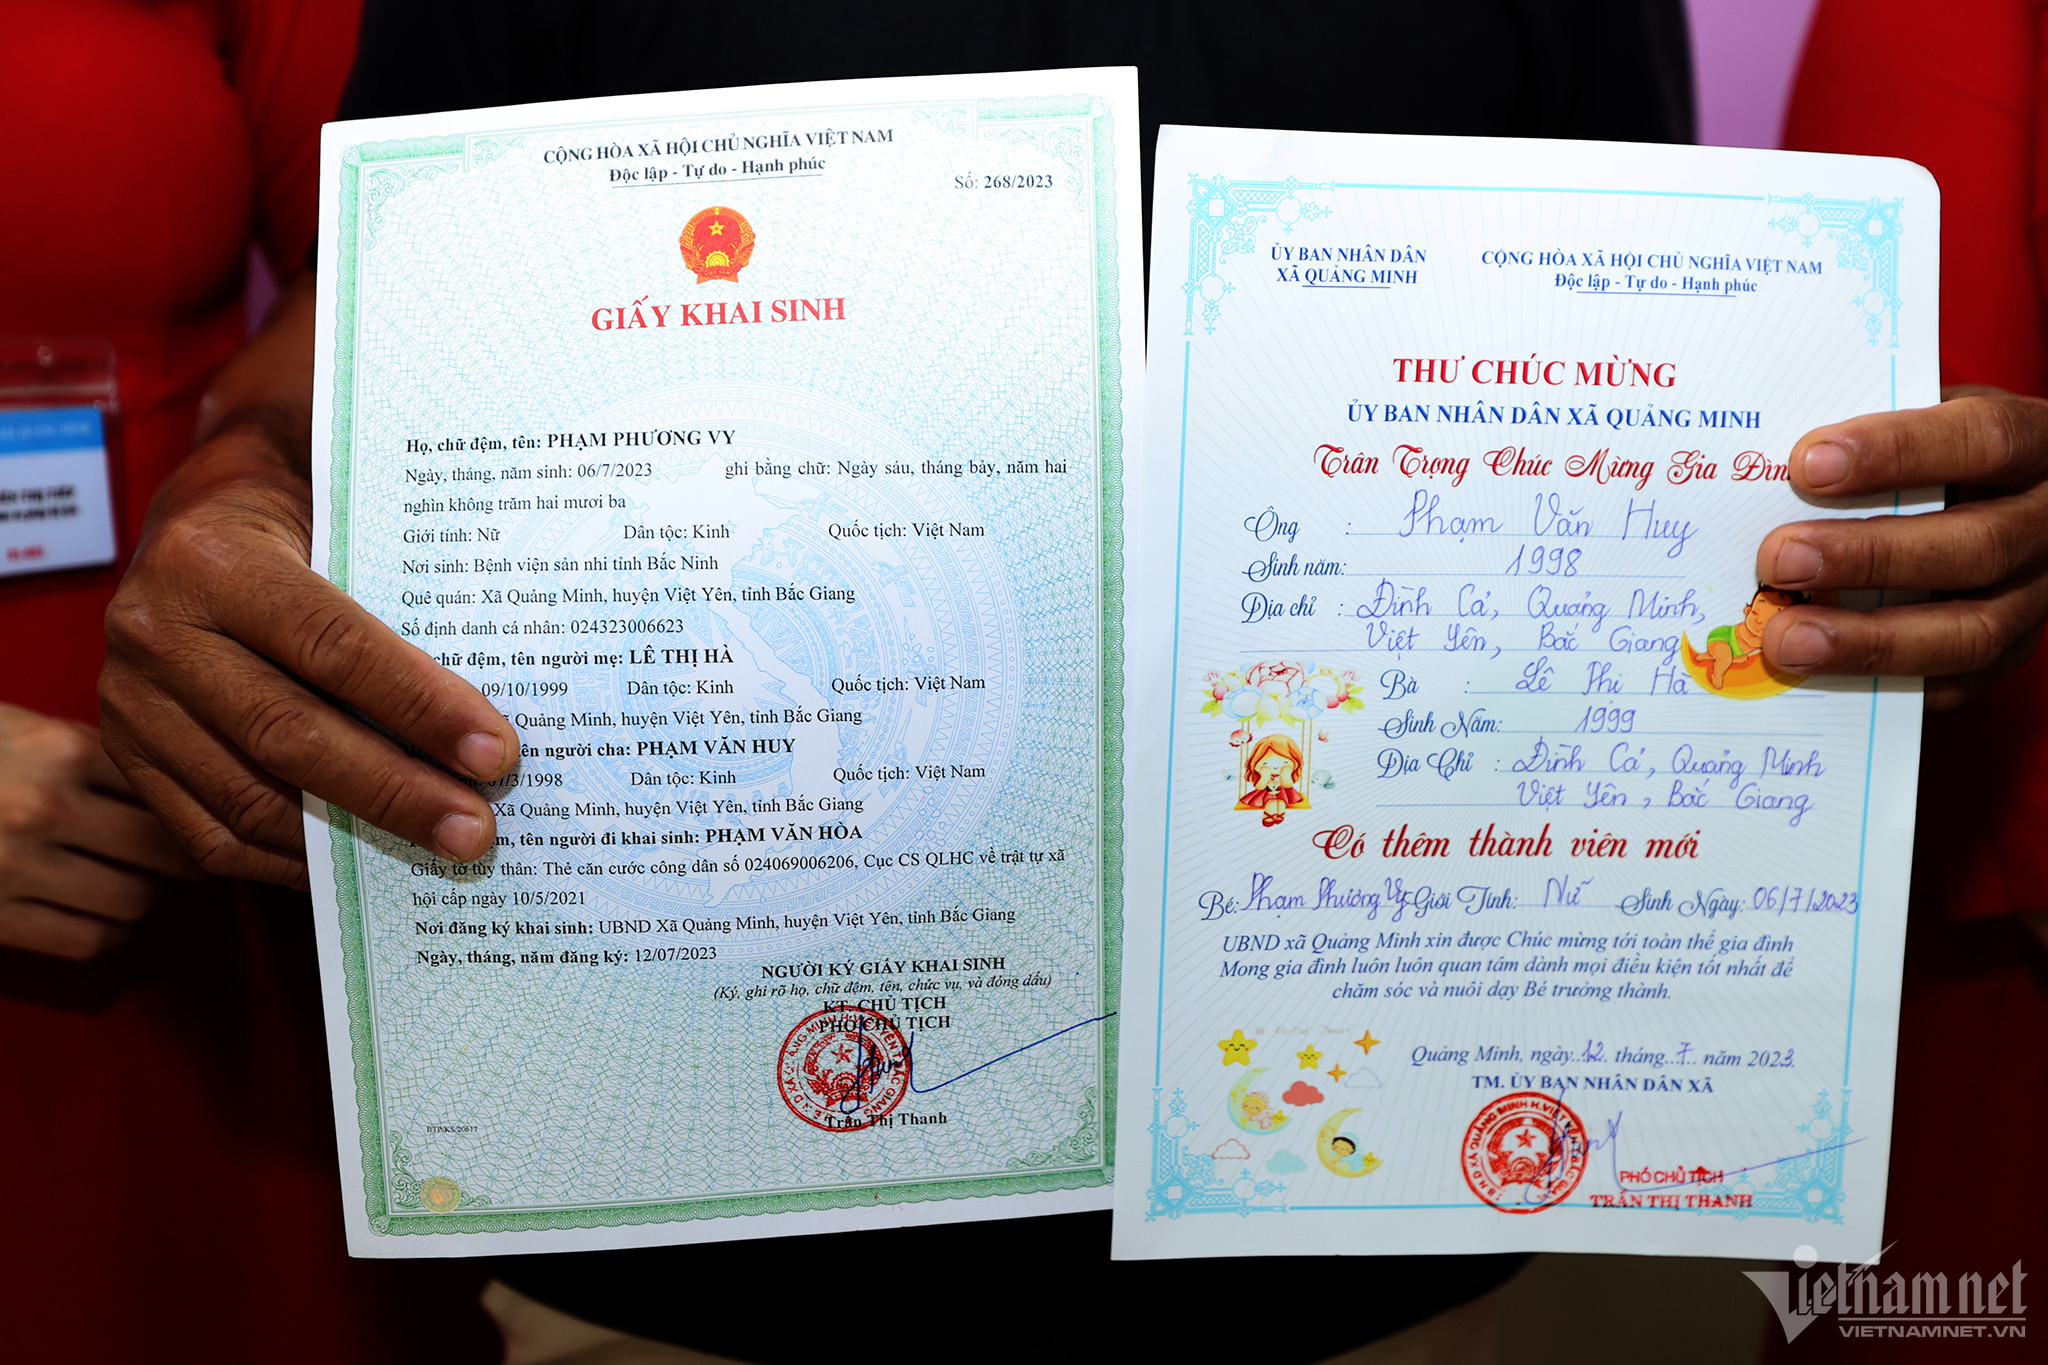 CỘNG HÒA XÃ HỘI CHỦ NGHĨA VIỆT NAM
Độc lập - Tự do - Hạnh phúc
Số: 268/2023
GIẤY KHAI SINH
Họ, chữ đệm, tên: PHẠM PHƯƠNG VY
Ngày, tháng, năm sinh: 06/7/2023 ghi bằng chữ: Ngày sáu, tháng bảy, năm hai
nghìn không trăm hai mươi ba
Giới tính: Nữ Dân tộc: Kinh Quốc tịch: Việt Nam
Nơi sinh: Bệnh viện sản nhi tỉnh Bắc Ninh
Quê quán: Xã Quảng Minh, huyện Việt Yên, tỉnh Bắc Giang
Số định danh cá nhân: 024323006623
chữ đệm, tên người mẹ: LÊ THỊ HÀ
09/10/1999 Dân tộc: Kinh Quốc tịch: Việt Nam
Xã Quảng Minh, huyện Việt Yên, tỉnh Bắc Giang
tên người cha: PHẠM VĂN HUY
/3/1998 Dân tộc: Kinh Quốc tịch: Việt Nam
Xã Quảng Minh, huyện Việt Yên, tỉnh Bắc Giang
đệm, tên người đi khai sinh: PHẠM VĂN HÒA
Giấy tờ tùy thân: Thẻ căn cước công dân số 024069006206, Cục CS QLHC về trật tự xã
hội cấp ngày 10/5/2021
Nơi đăng ký khai sinh: UBND Xã Quảng Minh, huyện Việt Yên, tỉnh Bắc Giang
Ngày, tháng, năm đăng ký: 12/07/2023
NGƯỜI KÝ GIẤY KHAI SINH
(Ký, ghi rõ họ, chữ đệm, tên, chức vụ, và đóng dấu)
KT. CHỦ TỊCH
PHÓ CHỦ TỊCH
Trần Thị Thanh
BTP/KS/20617
ỦY BAN NHÂN DÂN
XÃ QUẢNG MINH
CỘNG HÒA XÃ HỘI CHỦ NGHĨA VIỆT NAM
Độc lập - Tự do - Hạnh phúc
THƯ CHÚC MỪNG
ỦY BAN NHÂN DÂN XÃ QUẢNG MINH
Trân Trọng Chúc Mừng Gia Đìn
Ông : Phạm Văn Huy
Sinh năm: 1998
Địa chỉ : Đình Cả, Quảng Minh,
Việt Yên, Bắc Giang
Bà : Lê Thị Hà
Sinh Năm: 1999
Địa Chỉ : Đình Cả, Quảng Minh
Việt Yên, Bắc Giang
Có thêm thành viên mới
Bé: Phạm Phương Vy Giới Tính: Nữ Sinh Ngày: 06/7/2023
UBND xã Quảng Minh xin được Chúc mừng tới toàn thể gia đình
Mong gia đình luôn luôn quan tâm dành mọi điều kiện tốt nhất để
chăm sóc và nuôi dạy Bé trưởng thành.
Quảng Minh, ngày 12 tháng 7 năm 2023
TM. ỦY BAN NHÂN DÂN XÃ
PHÓ CHỦ TỊCH
TRẦN THỊ THANH
Vietnamnet
VIETNAMNET.VN